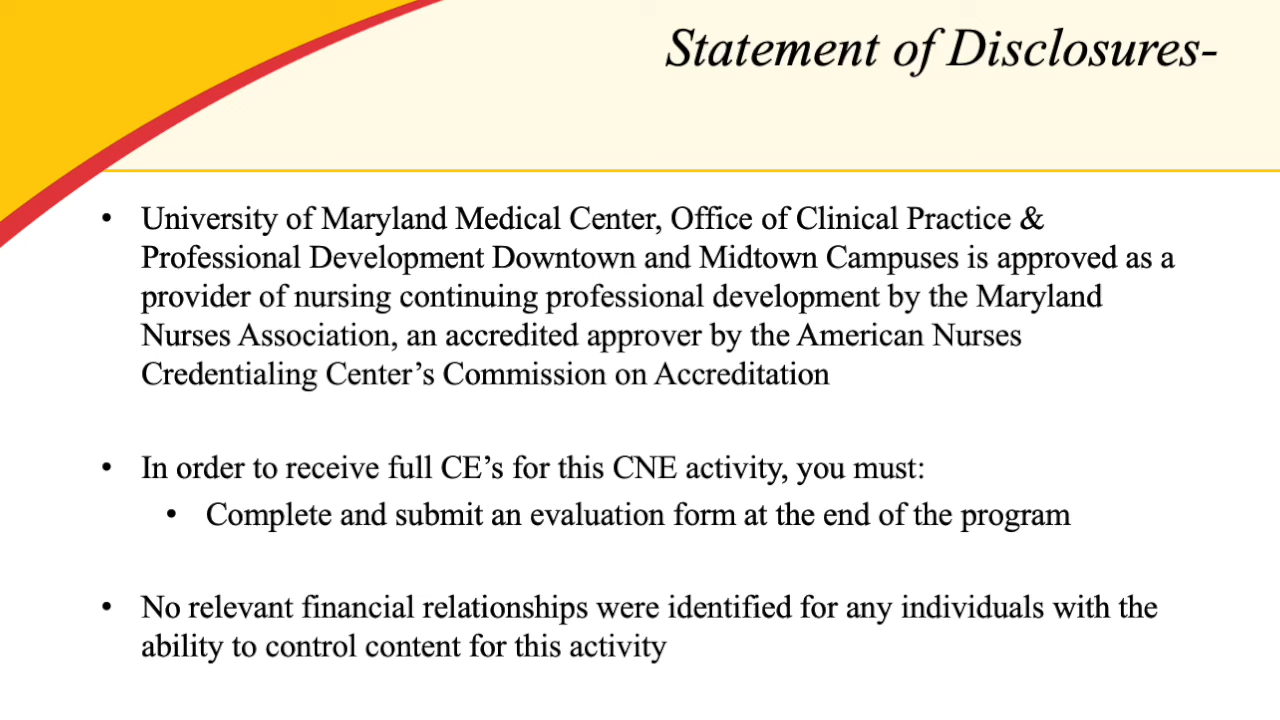 Statement of Disclosures-
• University of Maryland Medical Center, Office of Clinical Practice &
Professional Development Downtown and Midtown Campuses is approved as a
provider of nursing continuing professional development by the Maryland
Nurses Association, an accredited approver by the American Nurses
Credentialing Center’s Commission on Accreditation
• In order to receive full CE’s for this CNE activity, you must:
• Complete and submit an evaluation form at the end of the program
• No relevant financial relationships were identified for any individuals with the
ability to control content for this activity